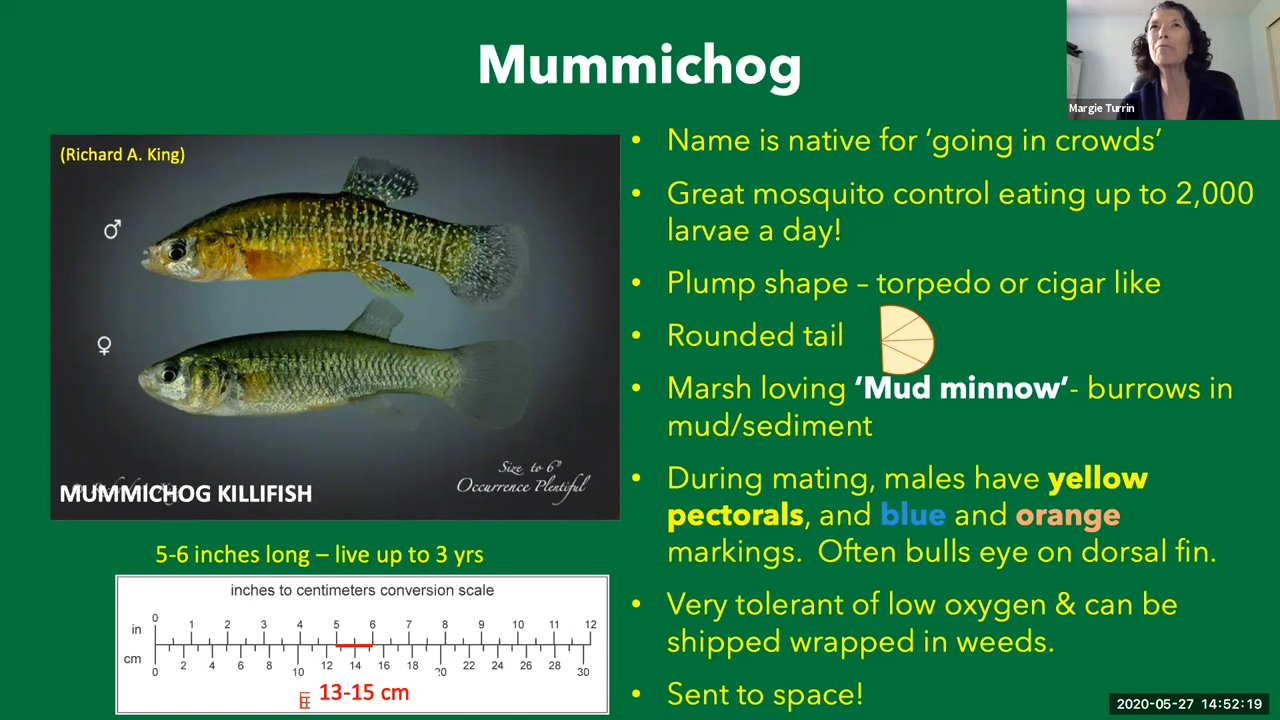 Mummichog
Margie Turrin
(Richard A. King)
♂
♀
Size to 6"
Occurrence Plentiful
MUMMICHOG KILLIFISH
5-6 inches long – live up to 3 yrs
inches to centimeters conversion scale
in
0 1 2 3 4 5 6 7 8 9 10 11 12
cm
0 2 4 6 8 10 12 14 16 18 20 22 24 26 28 30
13-15 cm
• Name is native for ‘going in crowds’
• Great mosquito control eating up to 2,000
larvae a day!
• Plump shape – torpedo or cigar like
• Rounded tail
• Marsh loving ‘Mud minnow’- burrows in
mud/sediment
• During mating, males have yellow
pectorals, and blue and orange
markings. Often bulls eye on dorsal fin.
• Very tolerant of low oxygen & can be
shipped wrapped in weeds.
• Sent to space!
2020-05-27 14:52:19